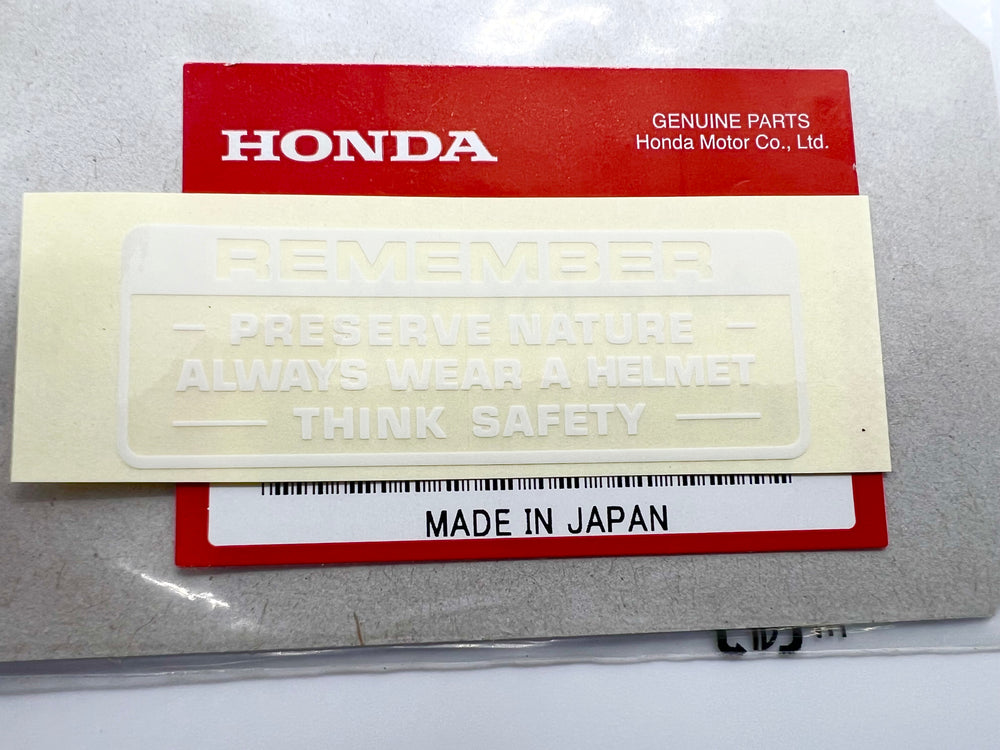 HONDA
GENUINE PARTS
Honda Motor Co., Ltd.
REMEMBER
PRESERVE NATURE
ALWAYS WEAR A HELMET
THINK SAFETY
MADE IN JAPAN